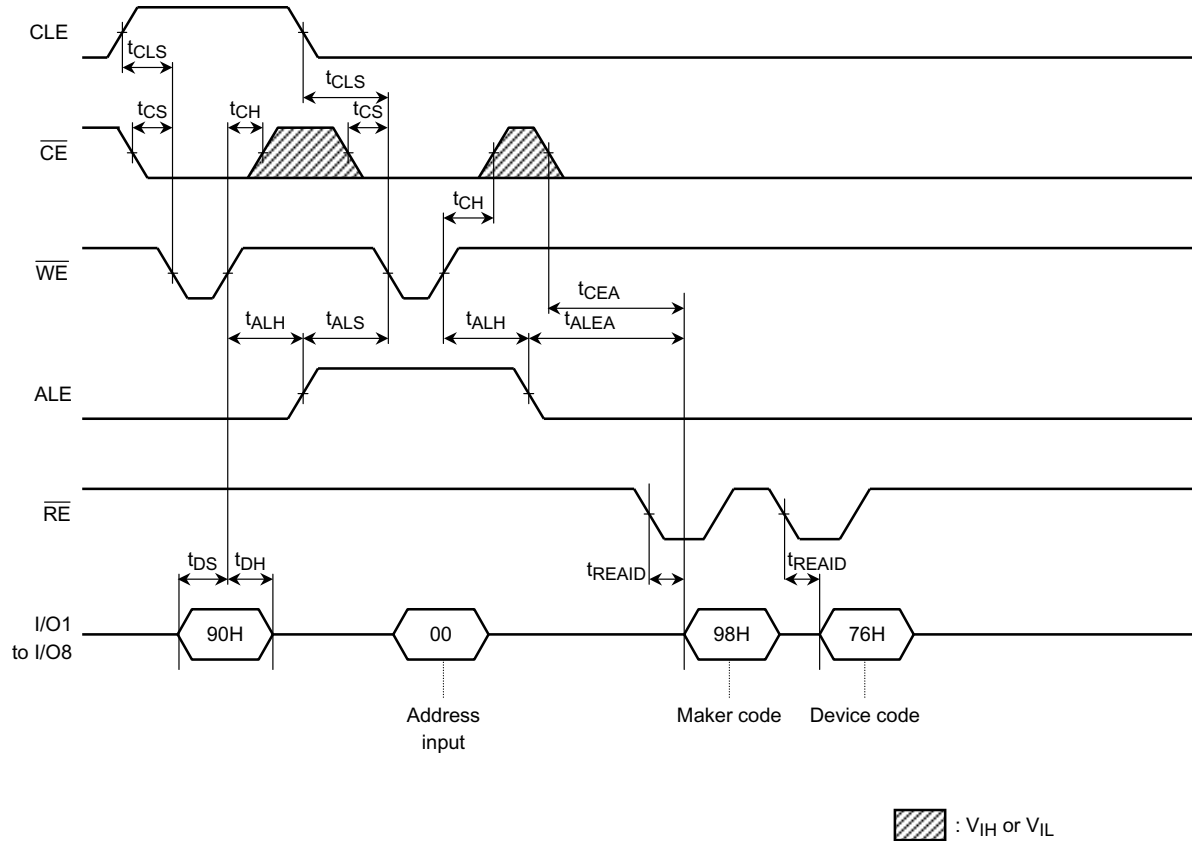 CLE
tCLS
tCLS
tCS
tCH
tCS
CE
tCH
WE
tCEA
tALH
tALS
tALH
tALEA
ALE
RE
tDS
tDH
tREAID
tREAID
I/O1
to I/O8
90H
00
98H
76H
Address
input
Maker code
Device code
: VIH or VIL